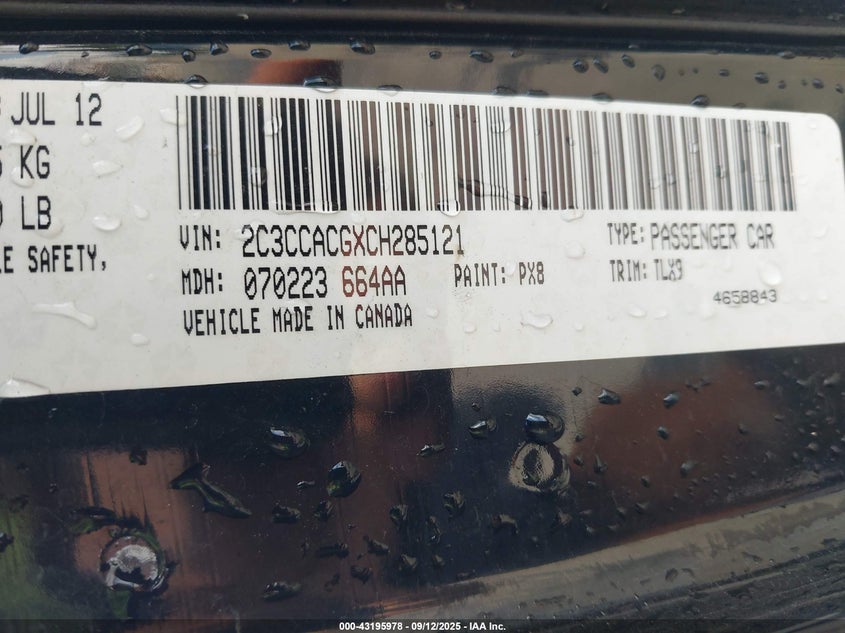 JUL 12
KG
LB
SAFETY,
VIN: 2C3CCACGXCH285121
TYPE: PASSENGER CAR
MDH: 070223 664AA
PAINT: PX8
TRIM: TLX9
4658843
VEHICLE MADE IN CANADA
000-43195978 - 09/12/2025 - IAA Inc.